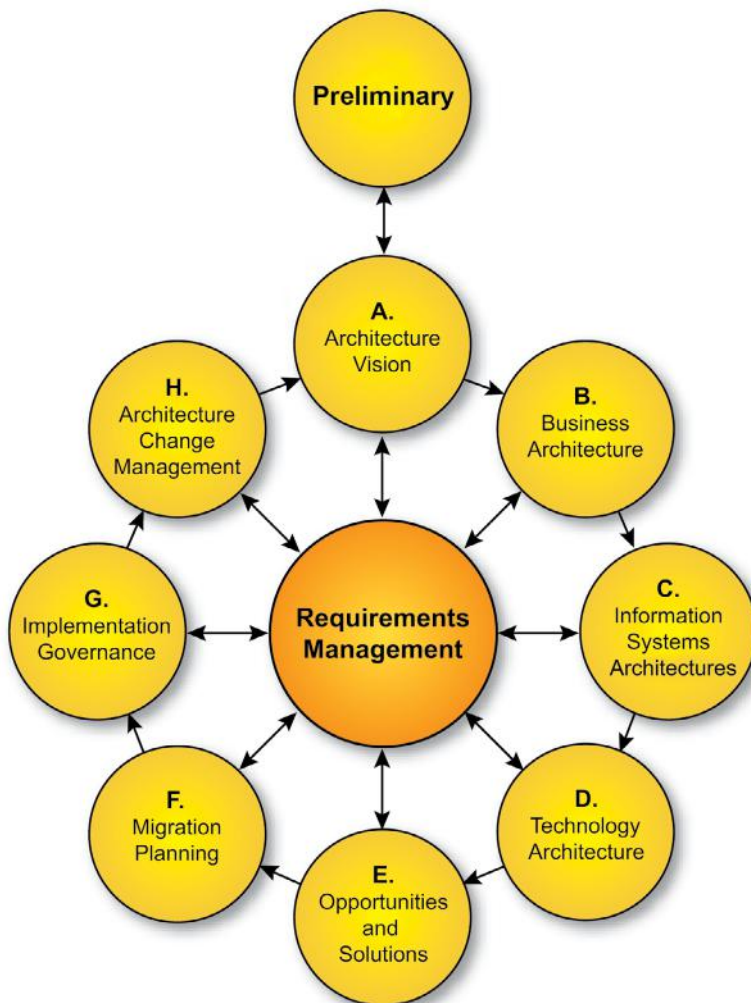 Preliminary
A.
Architecture
Vision
B.
Business
Architecture
C.
Information
Systems
Architectures
D.
Technology
Architecture
E.
Opportunities
and
Solutions
F.
Migration
Planning
G.
Implementation
Governance
H.
Architecture
Change
Management
Requirements
Management